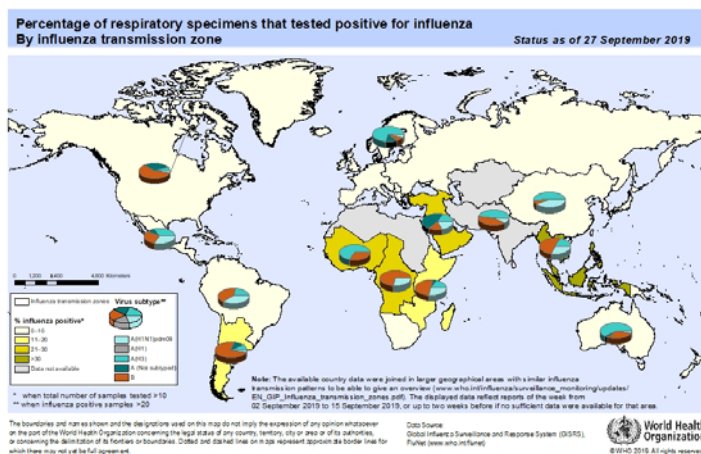 Percentage of respiratory specimens that tested positive for influenza
By influenza transmission zone
Status as of 27 September 2019
Kilometers
Influenza transmission zones
Virus subtype**
% influenza positive*
0–10
11–20
21–30
>30
Data not available
A(H1N1)pdm09
A(H1)
A(H3)
A (Not subtyped)
B
* when total number of samples tested >10
** when influenza positive samples >20
Note: The available country data were joined in larger geographical areas with similar influenza
transmission patterns to be able to give an overview (www.who.int/influenza/surveillance_monitoring/updates/
EN_GIP_Influenza_transmission_zones.pdf). The displayed data reflect reports of the week from
02 September 2019 to 15 September 2019, or up to two weeks before if no sufficient data were available for that area.
The boundaries and names shown and the designations used on this map do not imply the expression of any opinion whatsoever
on the part of the World Health Organization concerning the legal status of any country, territory, city or area or of its authorities,
or concerning the delimitation of its frontiers or boundaries. Dotted and dashed lines on maps represent approximate border lines for
which there may not yet be full agreement.
Data Source:
Global Influenza Surveillance and Response System (GISRS),
FluNet (www.who.int/flunet)
World Health
Organization
© WHO 2019. All rights reserved